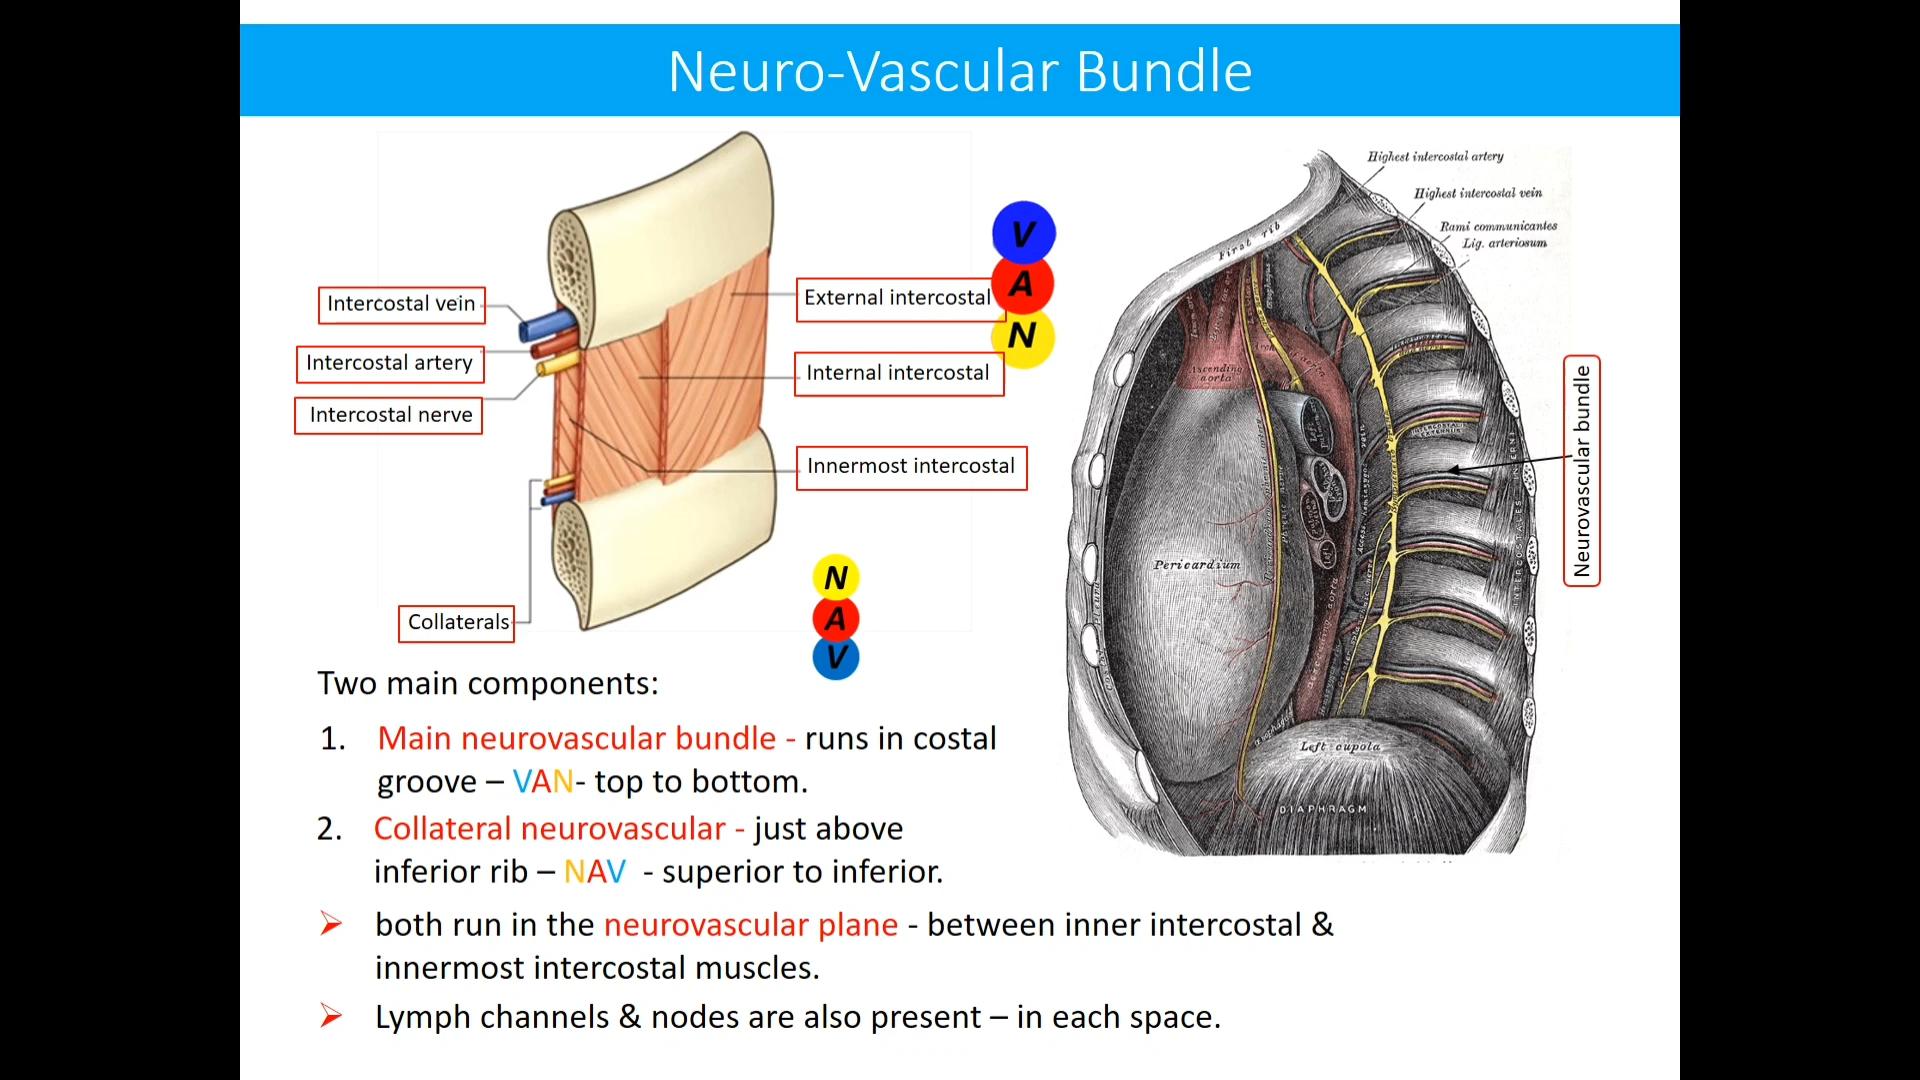 Neuro-Vascular Bundle
Intercostal vein
Intercostal artery
Intercostal nerve
Collaterals
External intercostal
Internal intercostal
Innermost intercostal
V
A
N
N
A
V
Highest intercostal artery
Highest intercostal vein
Rami communicantes
Lig. arteriosum
First rib
Ascending
aorta
Pericardium
Left cupola
DIAPHRAGM
Neurovascular bundle
Two main components:
1. Main neurovascular bundle - runs in costal
groove – VAN- top to bottom.
2. Collateral neurovascular - just above
inferior rib – NAV - superior to inferior.
both run in the neurovascular plane - between inner intercostal &
innermost intercostal muscles.
Lymph channels & nodes are also present – in each space.